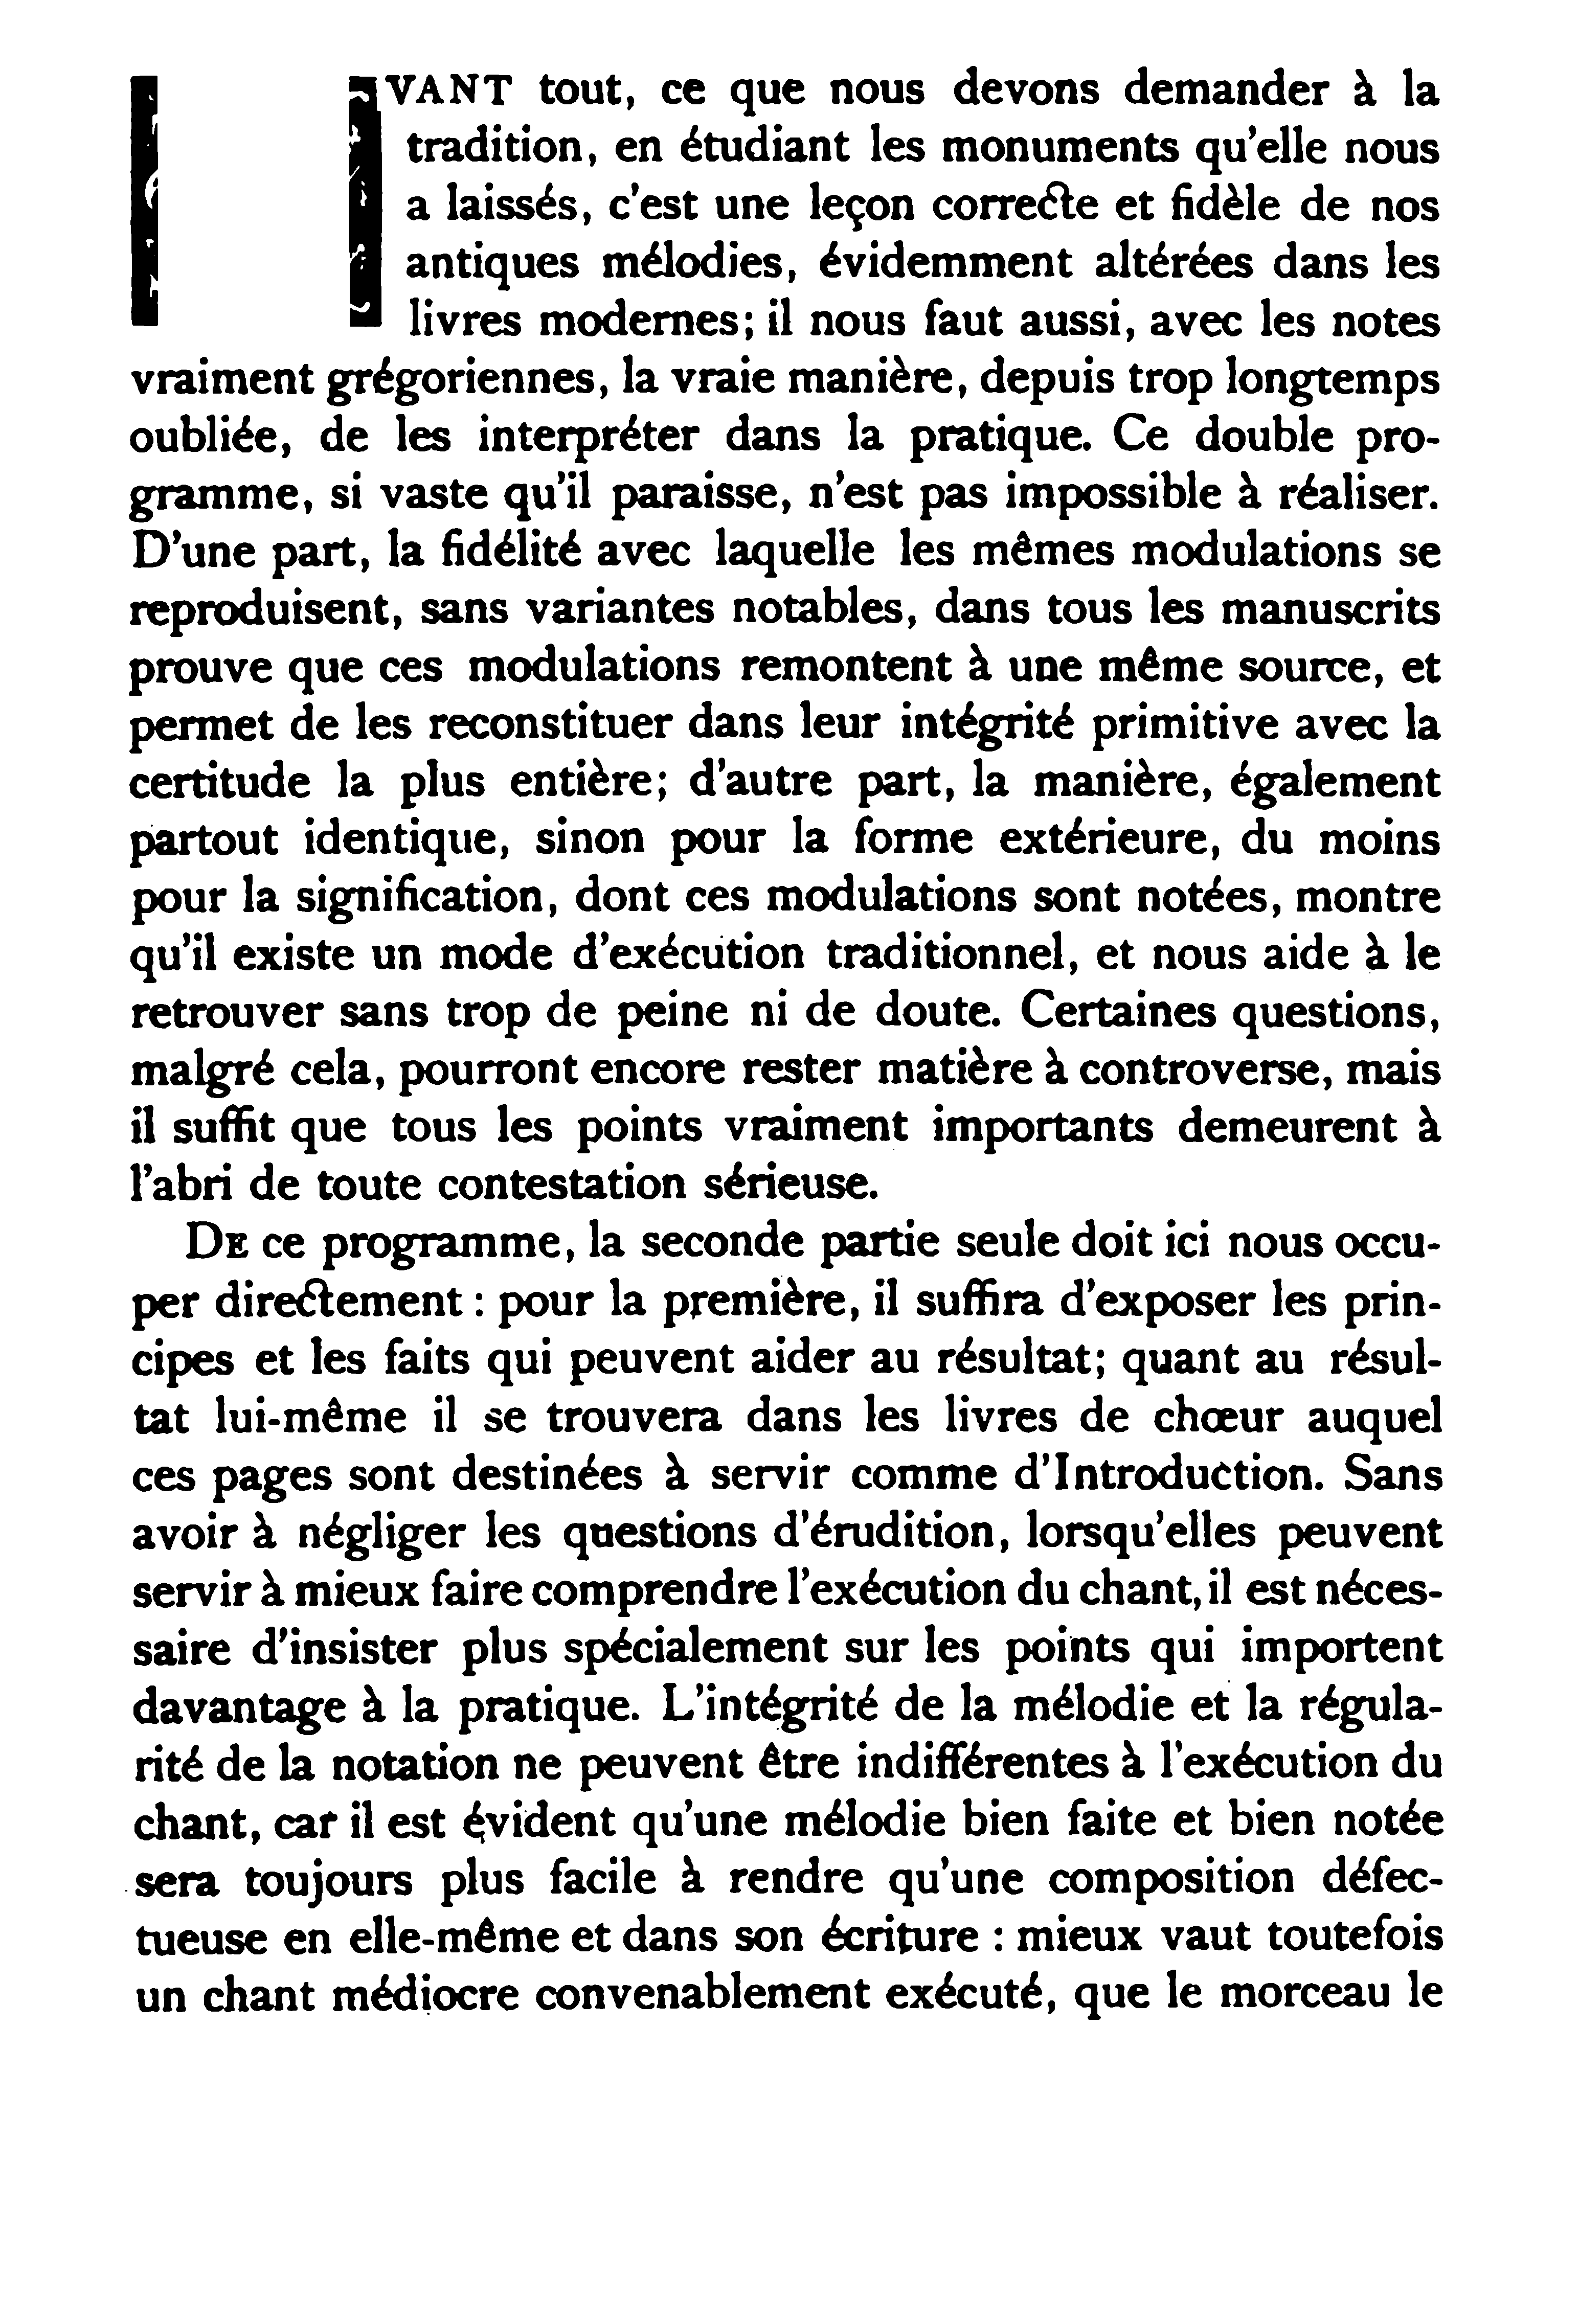 VANT tout, ce que nous devons demander à la
tradition, en étudiant les monuments qu'elle nous
a laissés, c'est une leçon correcte et fidèle de nos
antiques mélodies, évidemment altérées dans les
livres modernes; il nous faut aussi, avec les notes
vraiment grégoriennes, la vraie manière, depuis trop longtemps
oubliée, de les interpréter dans la pratique. Ce double pro-
gramme, si vaste qu'il paraisse, n'est pas impossible à réaliser.
D'une part, la fidélité avec laquelle les mêmes modulations se
reproduisent, sans variantes notables, dans tous les manuscrits
prouve que ces modulations remontent à une même source, et
permet de les reconstituer dans leur intégrité primitive avec la
certitude la plus entière; d'autre part, la manière, également
partout identique, sinon pour la forme extérieure, du moins
pour la signification, dont ces modulations sont notées, montre
qu'il existe un mode d'exécution traditionnel, et nous aide à le
retrouver sans trop de peine ni de doute. Certaines questions,
malgré cela, pourront encore rester matière à controverse, mais
il suffit que tous les points vraiment importants demeurent à
l'abri de toute contestation sérieuse.
DE ce programme, la seconde partie seule doit ici nous occu-
per directement : pour la première, il suffira d'exposer les prin-
cipes et les faits qui peuvent aider au résultat; quant au résul-
tat lui-même il se trouvera dans les livres de chœur auquel
ces pages sont destinées à servir comme d'Introduction. Sans
avoir à négliger les questions d'érudition, lorsqu'elles peuvent
servir à mieux faire comprendre l'exécution du chant, il est néces-
saire d'insister plus spécialement sur les points qui importent
davantage à la pratique. L'intégrité de la mélodie et la régula-
rité de la notation ne peuvent être indifférentes à l'exécution du
chant, car il est évident qu'une mélodie bien faite et bien notée
sera toujours plus facile à rendre qu'une composition défec-
tueuse en elle-même et dans son écriture : mieux vaut toutefois
un chant médiocre convenablement exécuté, que le morceau le